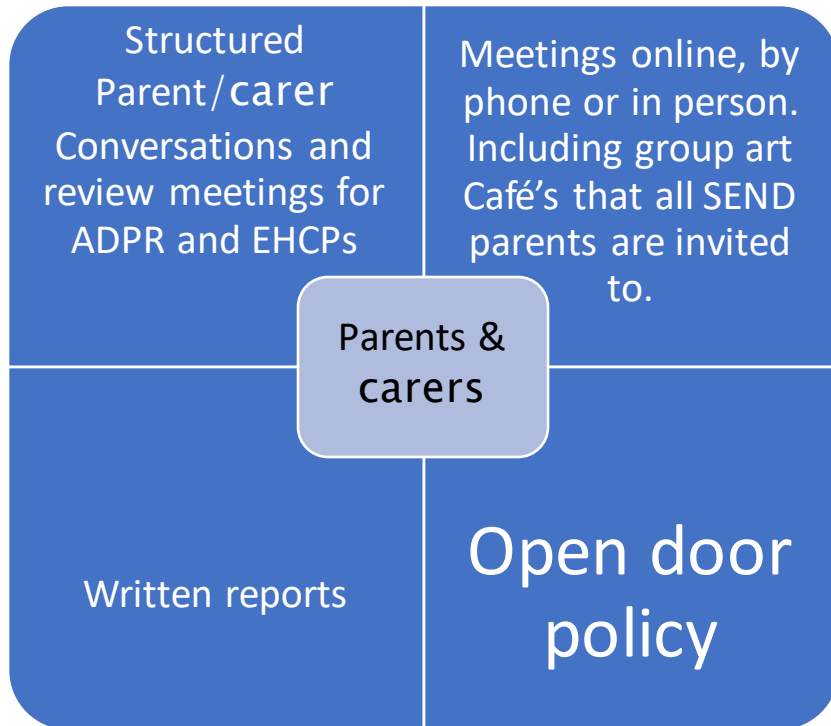 Structured
Parent/carer
Conversations and
review meetings for
ADPR and EHCPs
Meetings online, by
phone or in person.
Including group art
Café's that all SEND
parents are invited
to.
Parents &
carers
Written reports
Open door
policy